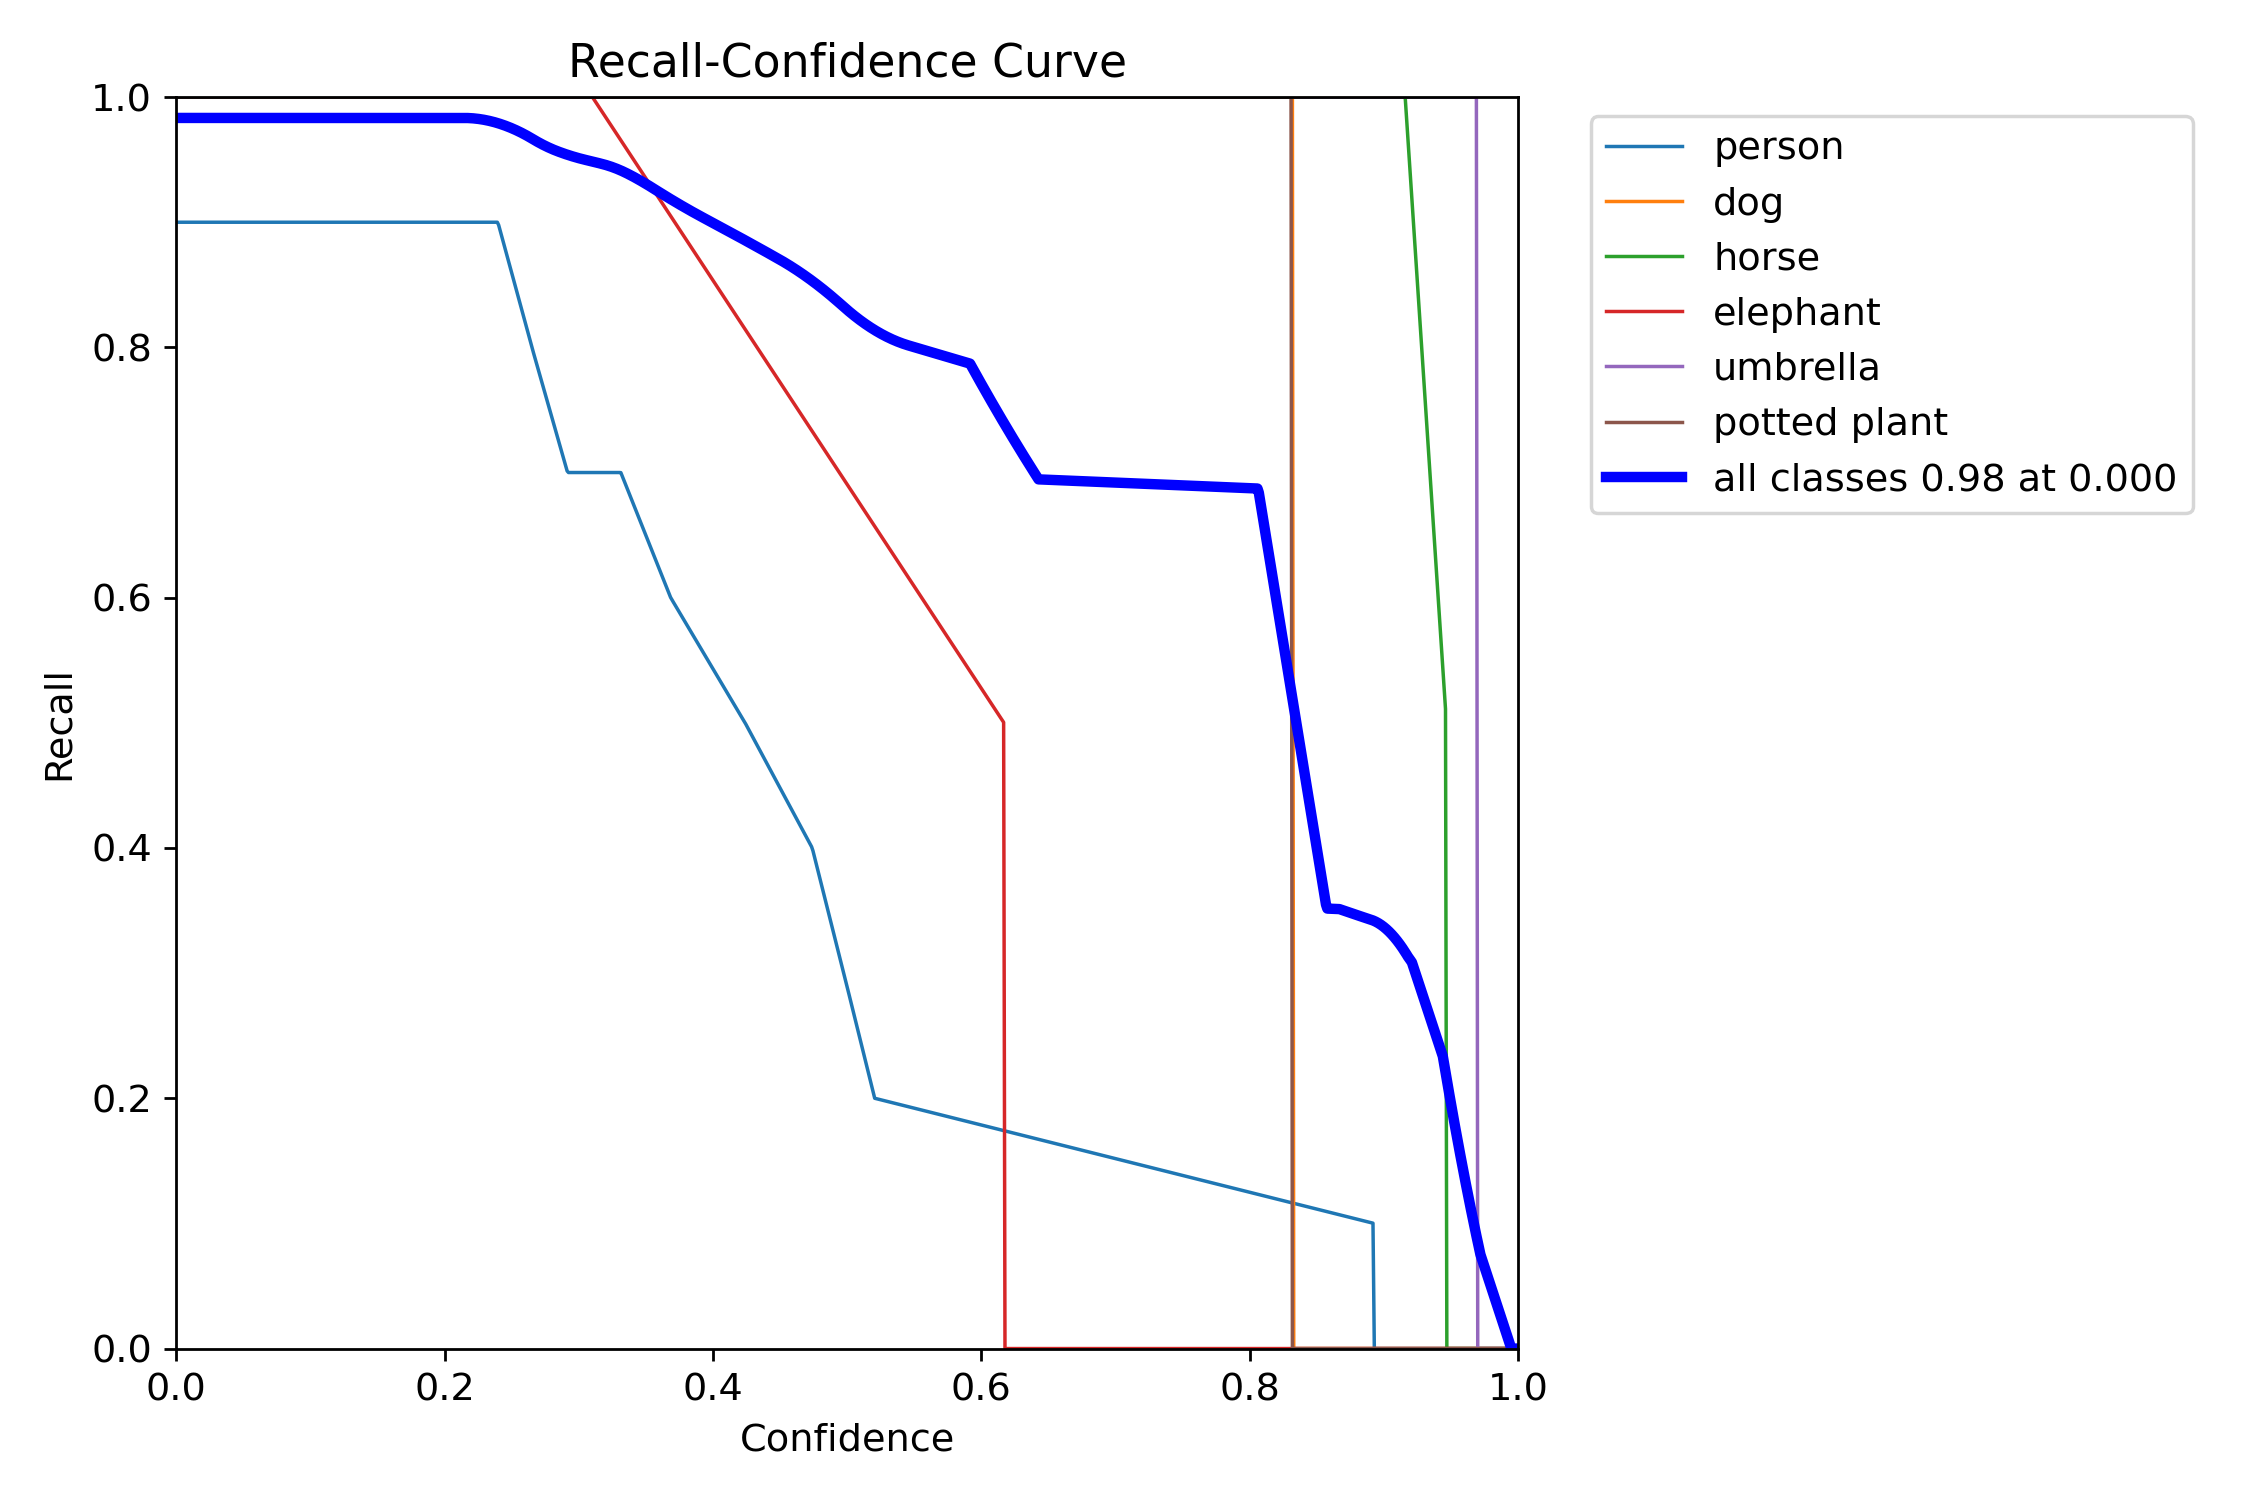 Recall-Confidence Curve
1.0
0.8
0.6
0.4
0.2
0.0
Recall
0.0 0.2 0.4 0.6 0.8 1.0
Confidence
person
dog
horse
elephant
umbrella
potted plant
all classes 0.98 at 0.000